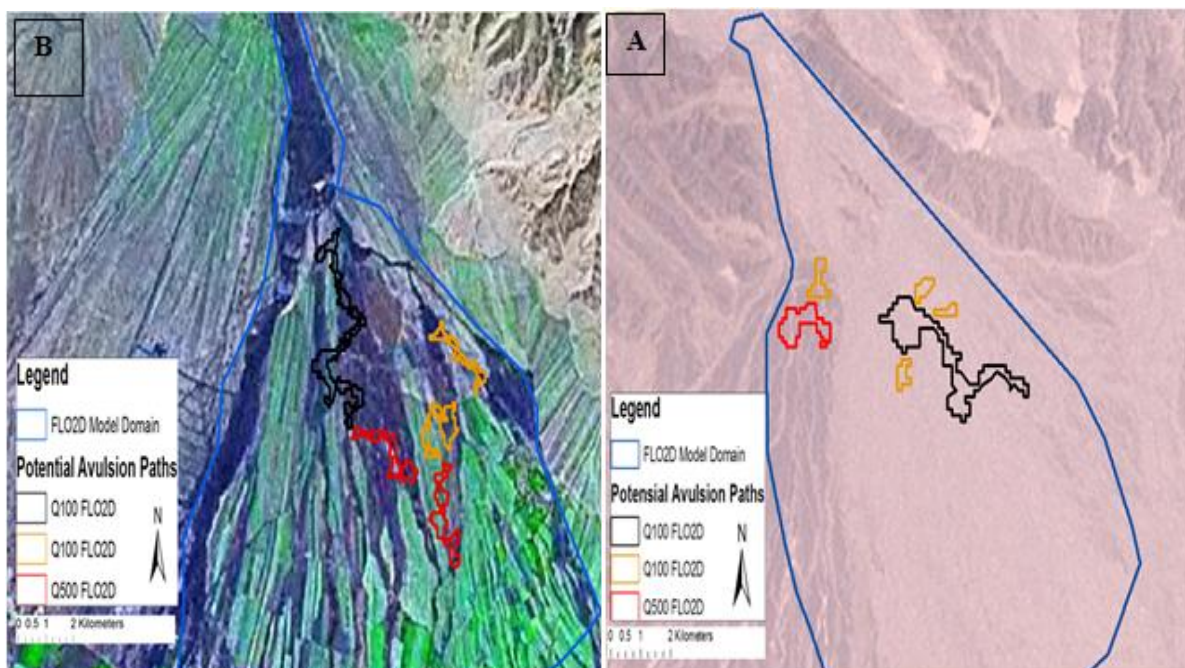 B
Legend
FLO2D Model Domain
Potential Avulsion Paths
Q100 FLO2D
Q100 FLO2D
Q500 FLO2D
N
0 0.5 1 2 Kilometers
A
Legend
FLO2D Model Domain
Potensial Avulsion Paths
Q100 FLO2D
Q100 FLO2D
Q500 FLO2D
N
0 0.5 1 2 Kilometers